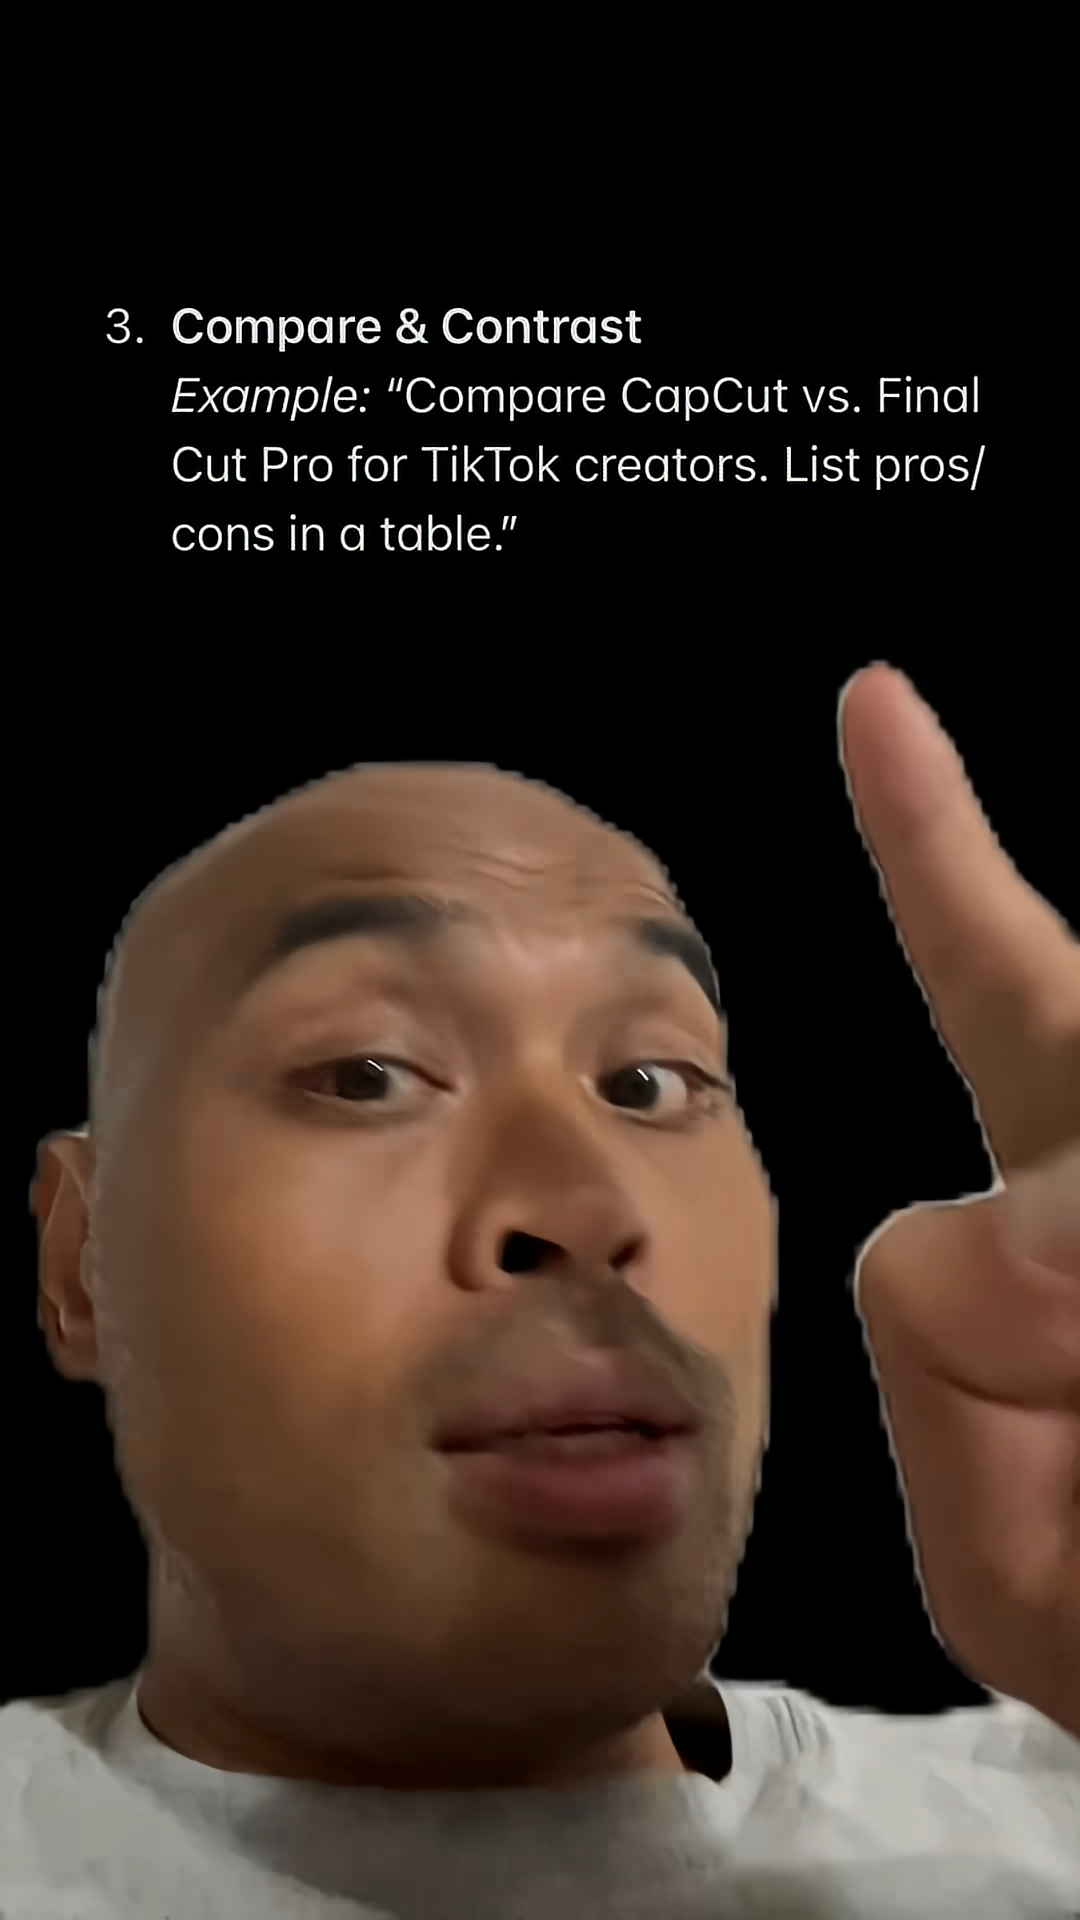 3. Compare & Contrast
Example: “Compare CapCut vs. Final
Cut Pro for TikTok creators. List pros/
cons in a table.”